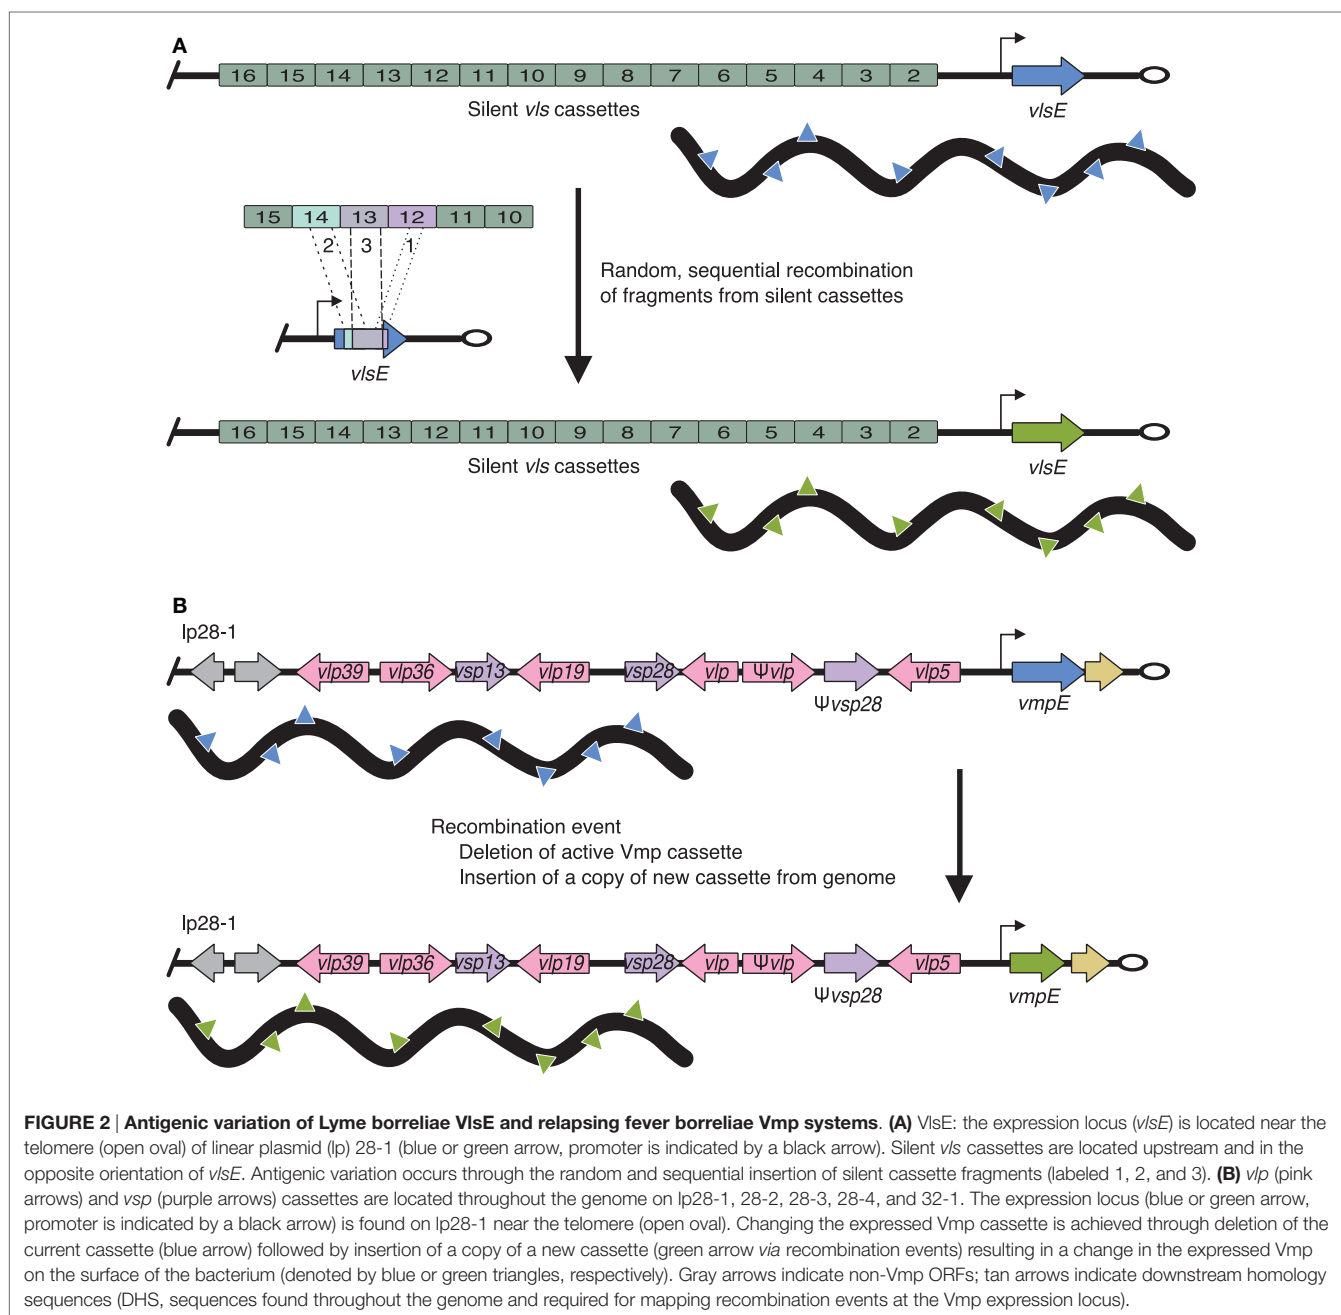 A
16 15 14 13 12 11 10 9 8 7 6 5 4 3 2
Silent vls cassettes
vlsE
15 14 13 12 11 10
2 3 1
Random, sequential recombination
of fragments from silent cassettes
vlsE
16 15 14 13 12 11 10 9 8 7 6 5 4 3 2
Silent vls cassettes
vlsE
B
lp28-1
vlp39 vlp36 vsp13 vlp19 vsp28 vlp Ψvlp vlp5
Ψvsp28
vmpE
Recombination event
Deletion of active Vmp cassette
Insertion of a copy of new cassette from genome
lp28-1
vlp39 vlp36 vsp13 vlp19 vsp28 vlp Ψvlp vlp5
Ψvsp28
vmpE
FIGURE 2 | Antigenic variation of Lyme borreliae VlsE and relapsing fever borreliae Vmp systems. (A) VlsE: the expression locus (vlsE) is located near the
telomere (open oval) of linear plasmid (lp) 28-1 (blue or green arrow, promoter is indicated by a black arrow). Silent vls cassettes are located upstream and in the
opposite orientation of vlsE. Antigenic variation occurs through the random and sequential insertion of silent cassette fragments (labeled 1, 2, and 3). (B) vlp (pink
arrows) and vsp (purple arrows) cassettes are located throughout the genome on lp28-1, 28-2, 28-3, 28-4, and 32-1. The expression locus (blue or green arrow,
promoter is indicated by a black arrow) is found on lp28-1 near the telomere (open oval). Changing the expressed Vmp cassette is achieved through deletion of the
current cassette (blue arrow) followed by insertion of a copy of a new cassette (green arrow via recombination events) resulting in a change in the expressed Vmp
on the surface of the bacterium (denoted by blue or green triangles, respectively). Gray arrows indicate non-Vmp ORFs; tan arrows indicate downstream homology
sequences (DHS, sequences found throughout the genome and required for mapping recombination events at the Vmp expression locus).